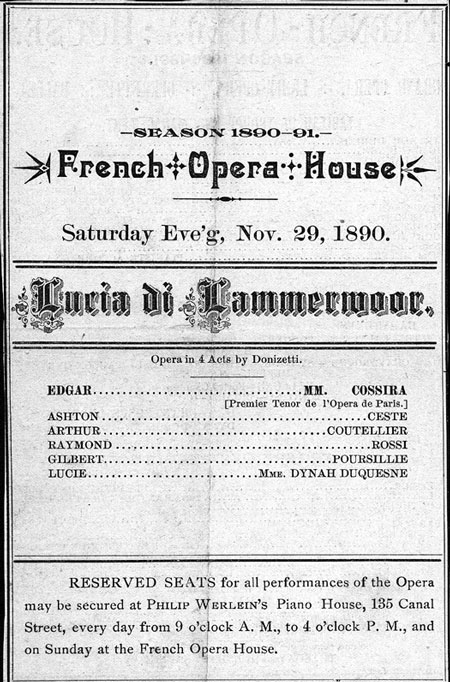 —SEASON 1890-91.—
French Opera House
Saturday Eve'g, Nov. 29, 1890.
Lucia di Lammermoor,
Opera in 4 Acts by Donizetti.
EDGAR..............................MM. COSSIRA
[Premier Tenor de l'Opera de Paris.]
ASHTON........................................CESTE
ARTHUR..................................COUTELLIER
RAYMOND.......................................ROSSI
GILBERT..................................POURSILLIE
LUCIE..........................MME. DYNAH DUQUESNE
RESERVED SEATS for all performances of the Opera
may be secured at PHILIP WERLEIN'S Piano House, 135 Canal
Street, every day from 9 o'clock A. M., to 4 o'clock P. M., and
on Sunday at the French Opera House.